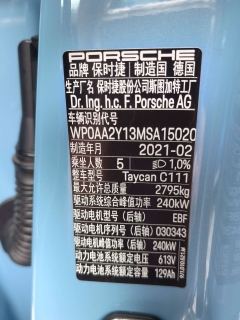 PORSCHE
品牌 保时捷 制造国 德国
生产厂名 保时捷股份公司斯图加特工厂
Dr. Ing. h.c. F. Porsche AG
车辆识别代号
WP0AA2Y13MSA15020
制造年月 2021-02
乘坐人数 5 1,0%
整车型号 Taycan C111
最大允许总质量 2795kg
驱动系统综合峰值功率 240kW
驱动电机型号（后轴） EBF
驱动电机序号（后轴） 030343
驱动电机峰值功率（后轴） 240kW
动力电池系统额定电压 613V
动力电池系统额定容量 129Ah